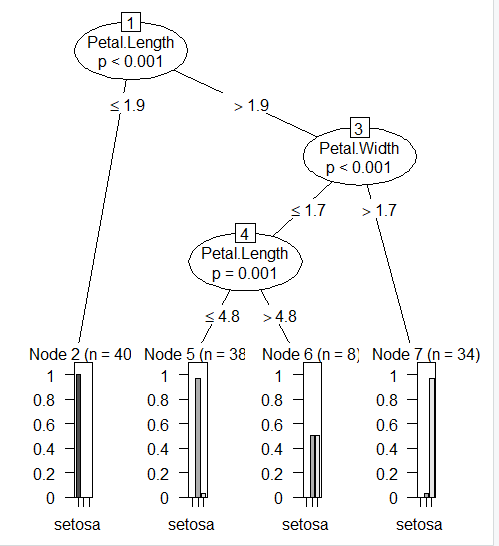 1
Petal.Length
p < 0.001
≤ 1.9
> 1.9
3
Petal.Width
p < 0.001
≤ 1.7
> 1.7
4
Petal.Length
p = 0.001
≤ 4.8
> 4.8
Node 2 (n = 40
Node 5 (n = 38
Node 6 (n = 8)
Node 7 (n = 34)
1
0.8
0.6
0.4
0.2
0
setosa
1
0.8
0.6
0.4
0.2
0
setosa
1
0.8
0.6
0.4
0.2
0
setosa
1
0.8
0.6
0.4
0.2
0
setosa